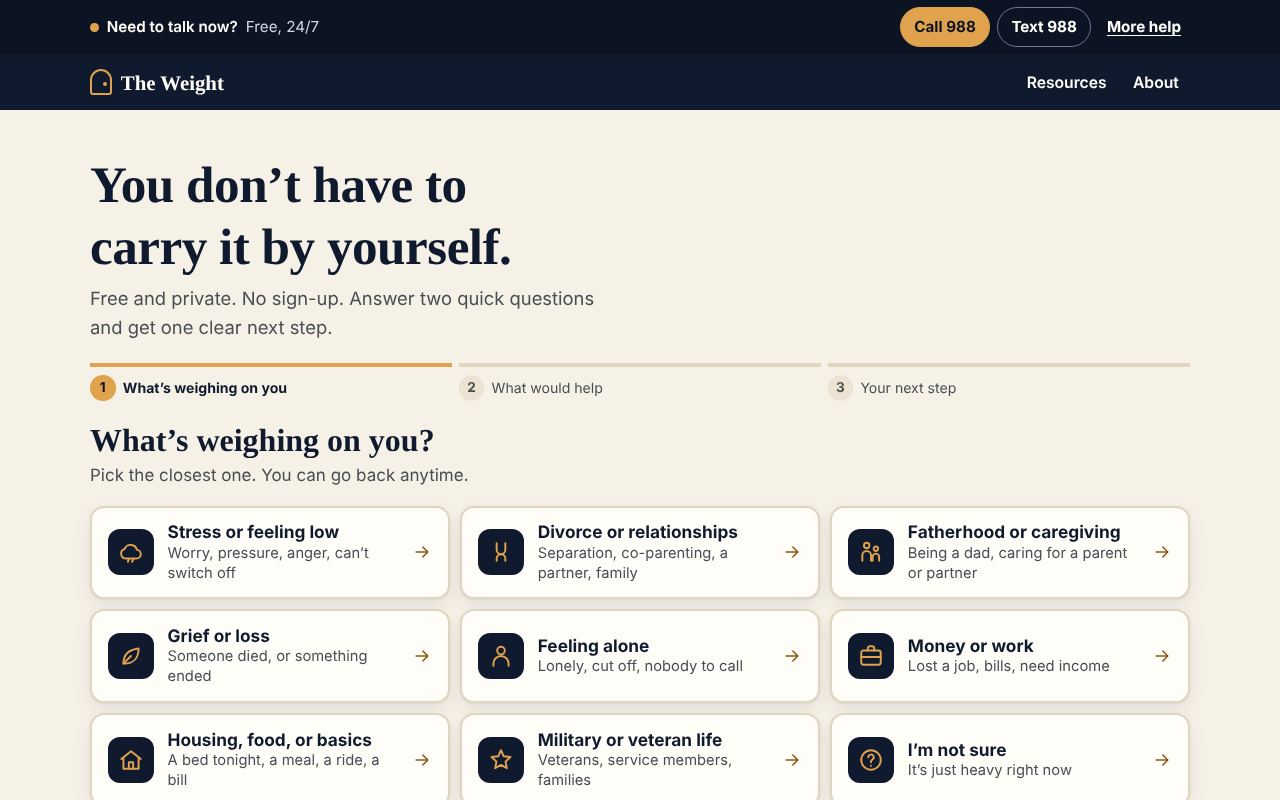 Need to talk now? Free, 24/7
Call 988
Text 988
More help
The Weight
Resources
About
You don’t have to
carry it by yourself.
Free and private. No sign-up. Answer two quick questions
and get one clear next step.
1 What’s weighing on you
2 What would help
3 Your next step
What’s weighing on you?
Pick the closest one. You can go back anytime.
Stress or feeling low
Worry, pressure, anger, can’t
switch off
Divorce or relationships
Separation, co-parenting, a
partner, family
Fatherhood or caregiving
Being a dad, caring for a parent
or partner
Grief or loss
Someone died, or something
ended
Feeling alone
Lonely, cut off, nobody to call
Money or work
Lost a job, bills, need income
Housing, food, or basics
A bed tonight, a meal, a ride, a
bill
Military or veteran life
Veterans, service members,
families
I’m not sure
It’s just heavy right now